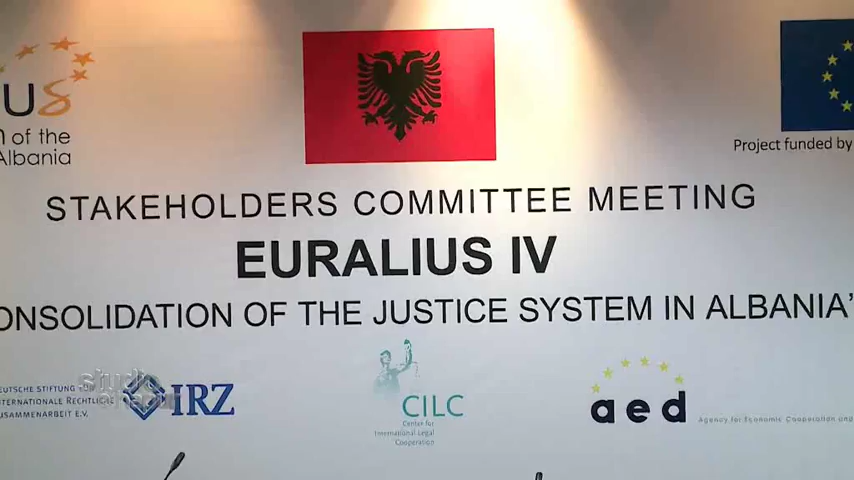 us
of the
Albania
Project funded by
STAKEHOLDERS COMMITTEE MEETING
EURALIUS IV
ONSOLIDATION OF THE JUSTICE SYSTEM IN ALBANIA"
EUTSCHE STIFTUNG FÜR
NTERNATIONALE RECHTLICHE
USAMMENARBEIT E.V.
IRZ
studio
CILC
Center for
International Legal
Cooperation
aed
Agency for Economic Cooperation and